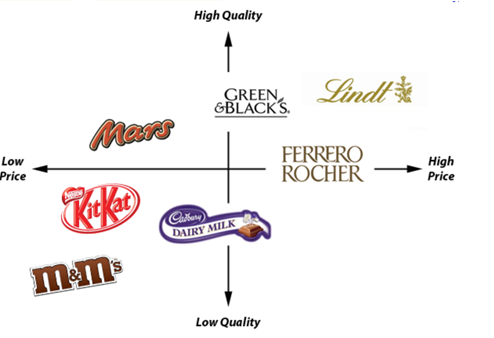 High Quality
GREEN
&BLACK'S
Lindt
Mars
Low
Price
FERRERO
ROCHER
High
Price
Nestlé
KitKat
Cadbury
DAIRY MILK
m&m's
Low Quality